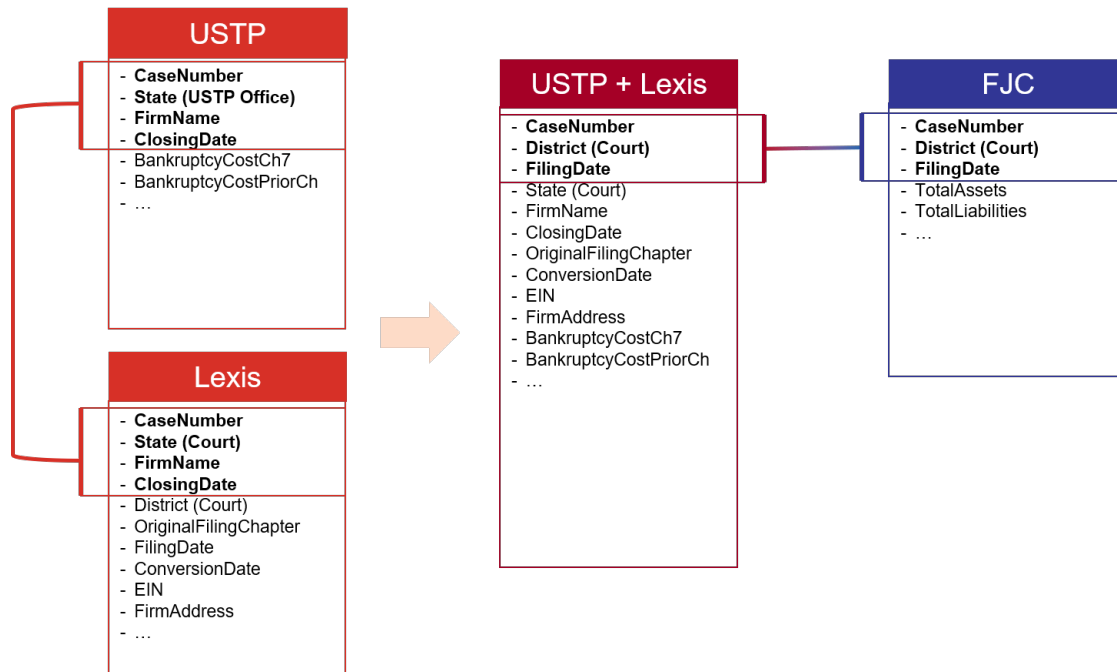 USTP
- CaseNumber
- State (USTP Office)
- FirmName
- ClosingDate
- BankruptcyCostCh7
- BankruptcyCostPriorCh
- …
Lexis
- CaseNumber
- State (Court)
- FirmName
- ClosingDate
- District (Court)
- OriginalFilingChapter
- FilingDate
- ConversionDate
- EIN
- FirmAddress
- …
USTP + Lexis
- CaseNumber
- District (Court)
- FilingDate
- State (Court)
- FirmName
- ClosingDate
- OriginalFilingChapter
- ConversionDate
- EIN
- FirmAddress
- BankruptcyCostCh7
- BankruptcyCostPriorCh
- …
FJC
- CaseNumber
- District (Court)
- FilingDate
- TotalAssets
- TotalLiabilities
- …